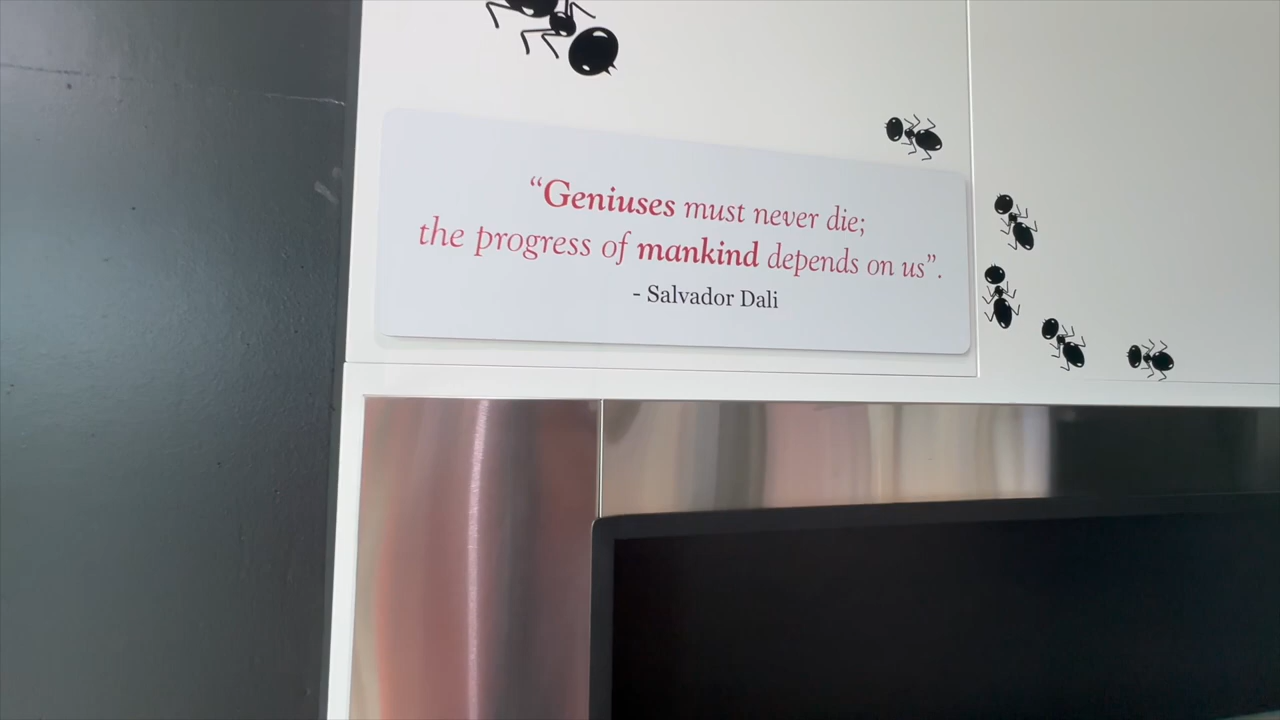 “Geniuses must never die;
the progress of mankind depends on us”.
- Salvador Dali